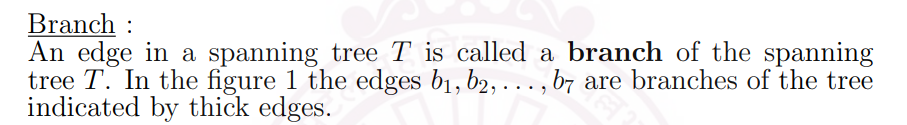 Branch :
An edge in a spanning tree T is called a branch of the spanning
tree T. In the figure 1 the edges b₁, b₂, . . . , b₇ are branches of the tree
indicated by thick edges.